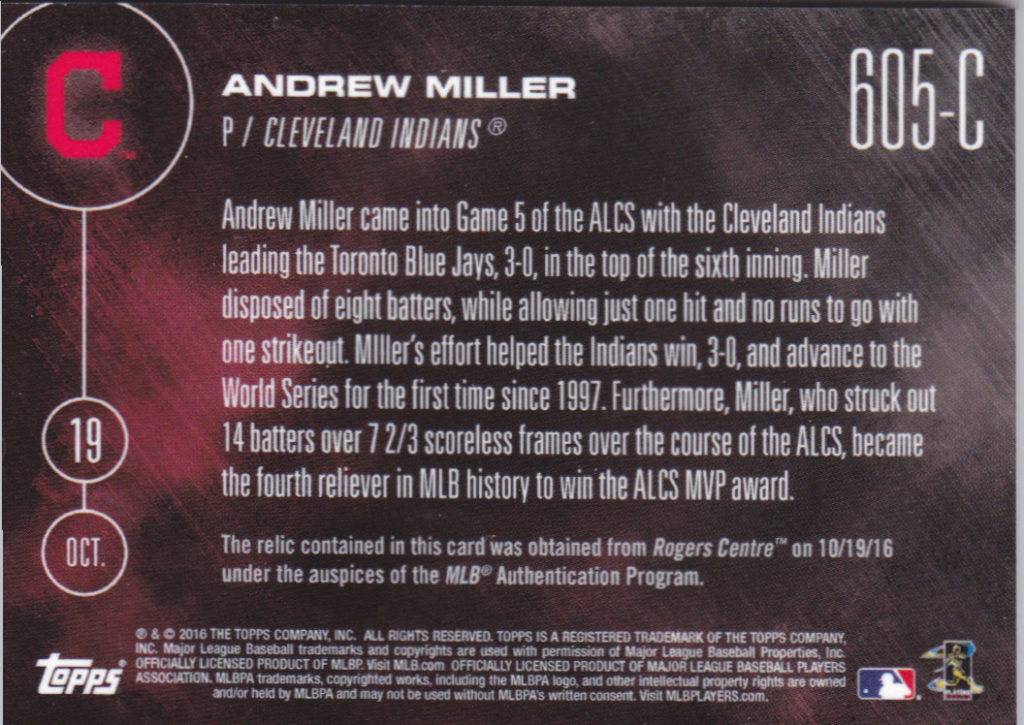 C™
ANDREW MILLER
P / CLEVELAND INDIANS®
605-C
Andrew Miller came into Game 5 of the ALCS with the Cleveland Indians
leading the Toronto Blue Jays, 3-0, in the top of the sixth inning. Miller
disposed of eight batters, while allowing just one hit and no runs to go with
one strikeout. MIller's effort helped the Indians win, 3-0, and advance to the
World Series for the first time since 1997. Furthermore, Miller, who struck out
14 batters over 7 2/3 scoreless frames over the course of the ALCS, became
the fourth reliever in MLB history to win the ALCS MVP award.
19
OCT.
The relic contained in this card was obtained from Rogers Centre™ on 10/19/16
under the auspices of the MLB® Authentication Program.
® & © 2016 THE TOPPS COMPANY, INC. ALL RIGHTS RESERVED. TOPPS IS A REGISTERED TRADEMARK OF THE TOPPS COMPANY,
INC. Major League Baseball trademarks and copyrights are used with permission of Major League Baseball Properties, Inc.
OFFICIALLY LICENSED PRODUCT OF MLBP. Visit MLB.com OFFICIALLY LICENSED PRODUCT OF MAJOR LEAGUE BASEBALL PLAYERS
ASSOCIATION. MLBPA trademarks, copyrighted works, including the MLBPA logo, and other intellectual property rights are owned
and/or held by MLBPA and may not be used without MLBPA's written consent. Visit MLBPLAYERS.com.
Topps®
PLAYERS